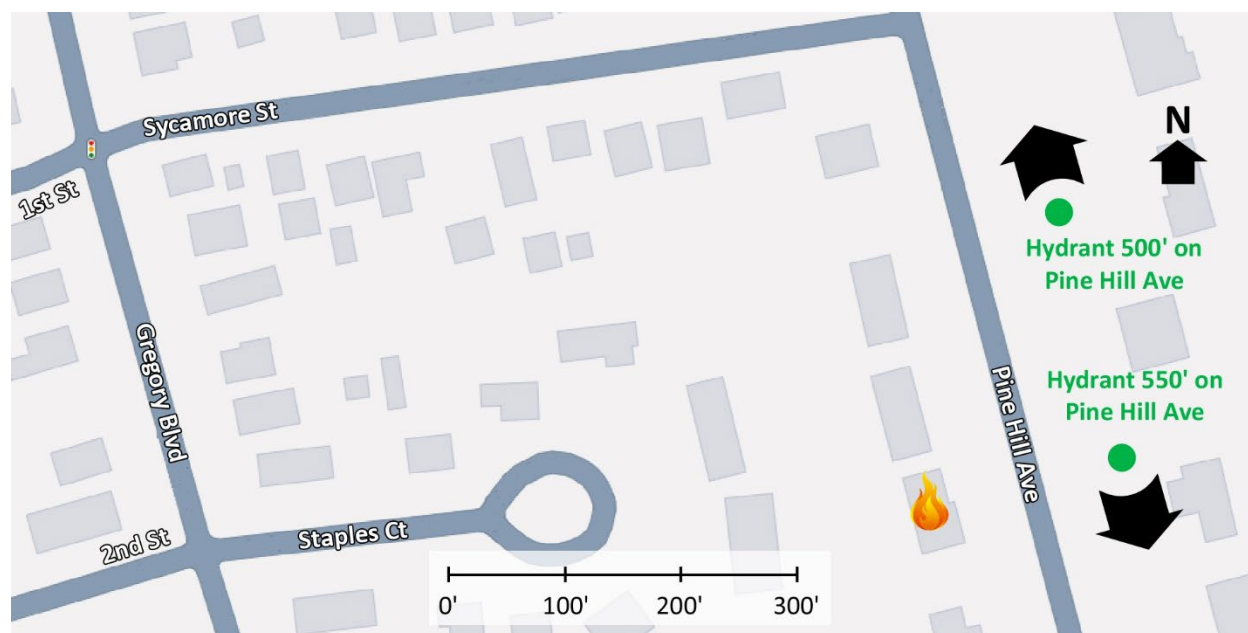 Sycamore St
N
1st St
Hydrant 500' on
Pine Hill Ave
Gregory Blvd
Pine Hill Ave
Hydrant 550' on
Pine Hill Ave
2nd St
Staples Ct
0' 100' 200' 300'